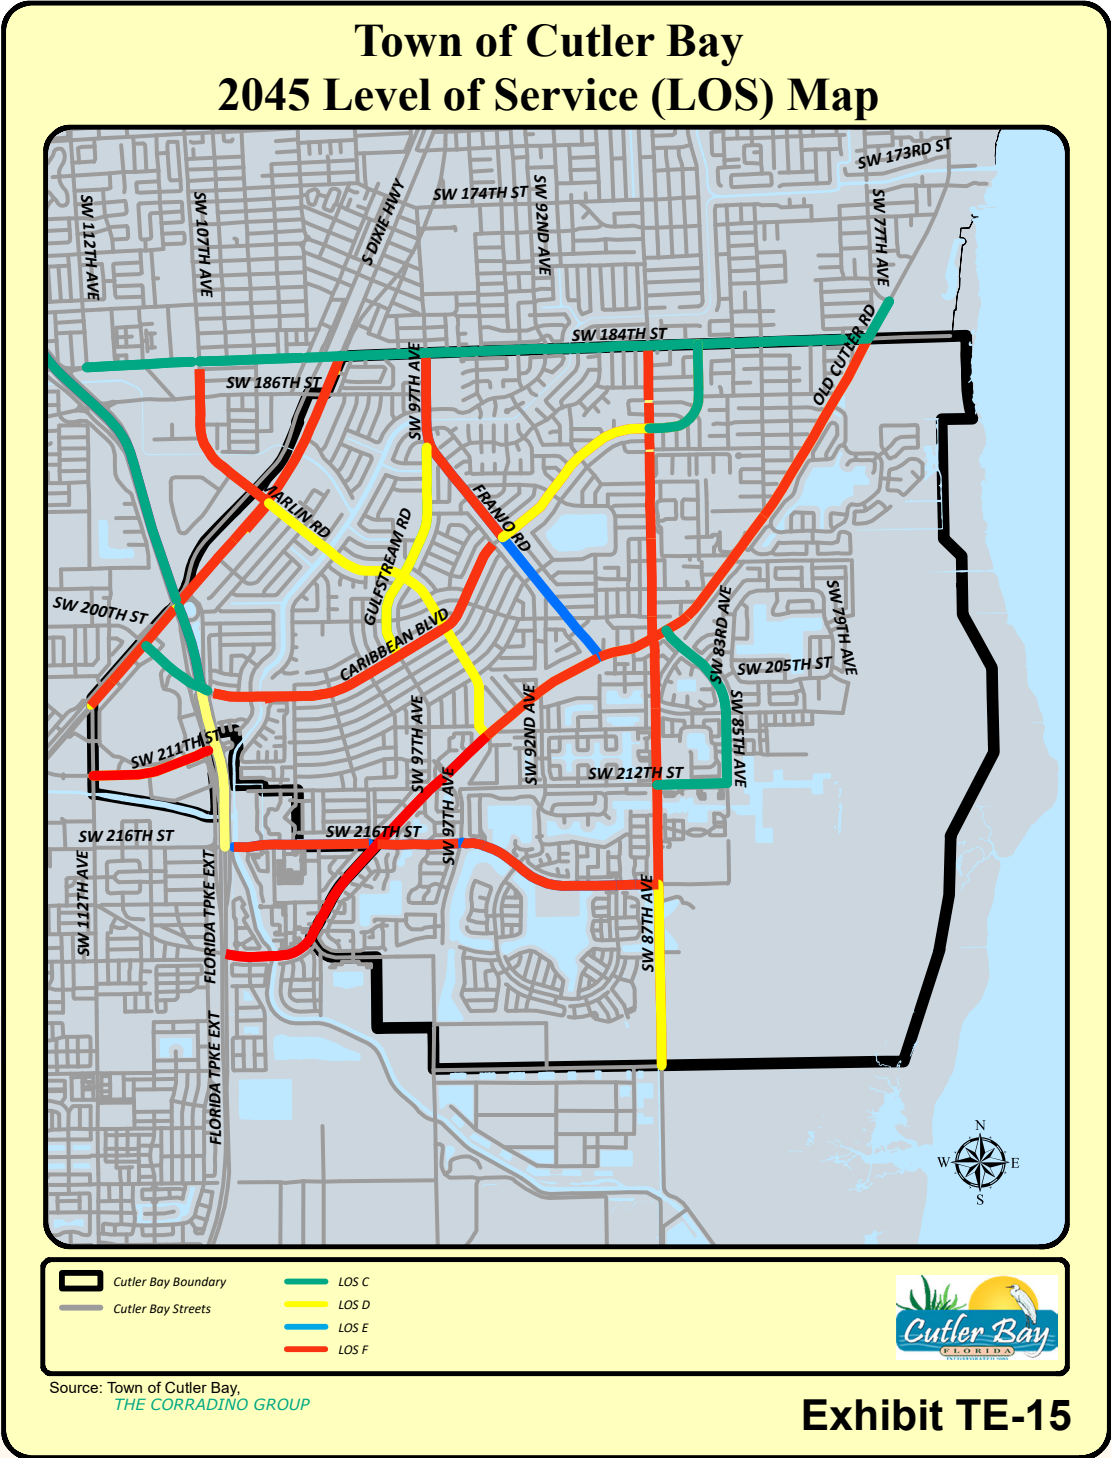 Town of Cutler Bay
2045 Level of Service (LOS) Map
SW 173RD ST
SW 174TH ST
SW 112TH AVE
SW 107TH AVE
S DIXIE HWY
SW 92ND AVE
SW 77TH AVE
SW 184TH ST
OLD CUTLER RD
SW 186TH ST
SW 97TH AVE
MARLIN RD
FRANJO RD
GULFSTREAM RD
SW 200TH ST
CARIBBEAN BLVD
SW 83RD AVE
SW 79TH AVE
SW 205TH ST
SW 211TH ST
SW 97TH AVE
SW 92ND AVE
SW 85TH AVE
SW 212TH ST
SW 97TH AVE
SW 216TH ST
SW 216TH ST
SW 112TH AVE
FLORIDA TPKE EXT
SW 87TH AVE
FLORIDA TPKE EXT
N
W
E
S
Cutler Bay Boundary
Cutler Bay Streets
LOS C
LOS D
LOS E
LOS F
Cutler Bay
FLORIDA
Source: Town of Cutler Bay,
THE CORRADINO GROUP
Exhibit TE-15